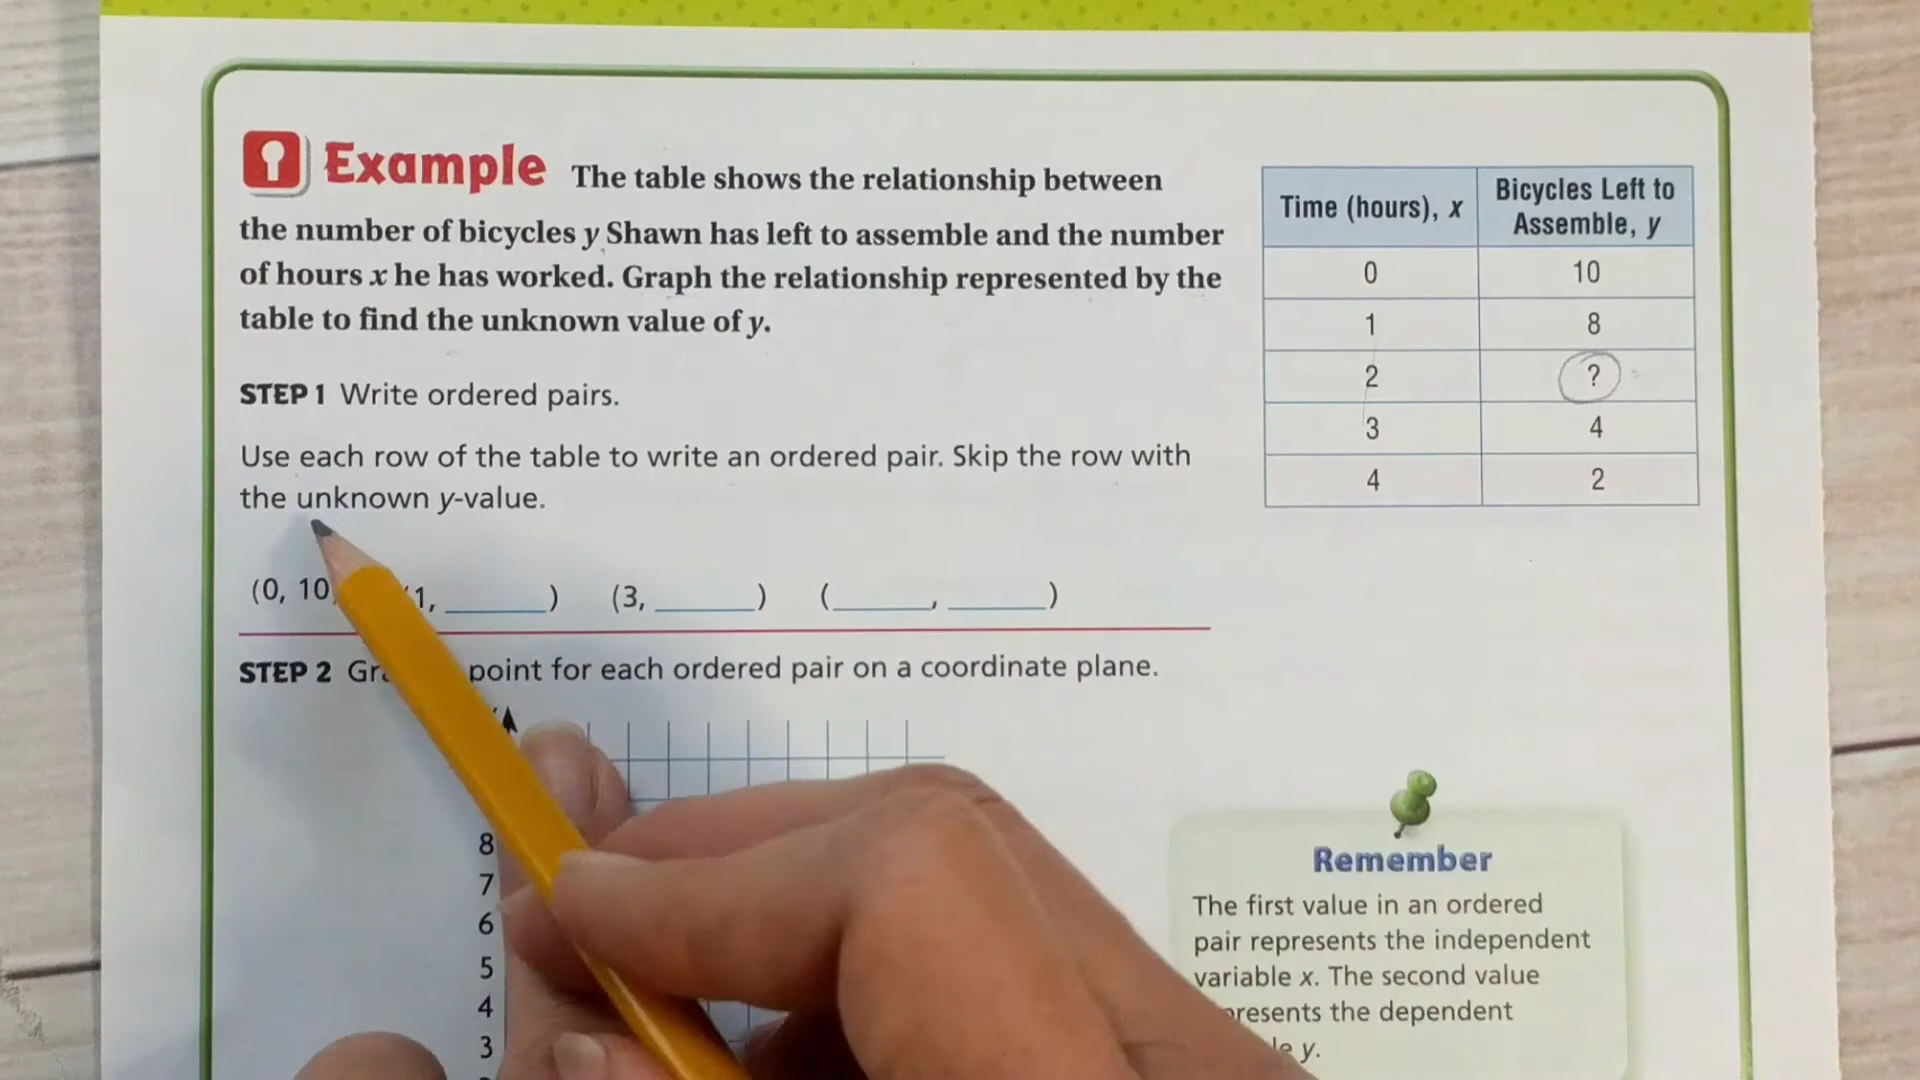 Example The table shows the relationship between
the number of bicycles y Shawn has left to assemble and the number
of hours x he has worked. Graph the relationship represented by the
table to find the unknown value of y.
Time (hours), x
Bicycles Left to
Assemble, y
0 10
1 8
2 ?
3 4
4 2
STEP 1 Write ordered pairs.
Use each row of the table to write an ordered pair. Skip the row with
the unknown y-value.
(0, 10 1, ______) (3, ______) (______, ______)
STEP 2 point for each ordered pair on a coordinate plane.
8
7
6
5
4
3
Remember
The first value in an ordered
pair represents the independent
variable x. The second value
the dependent
y.